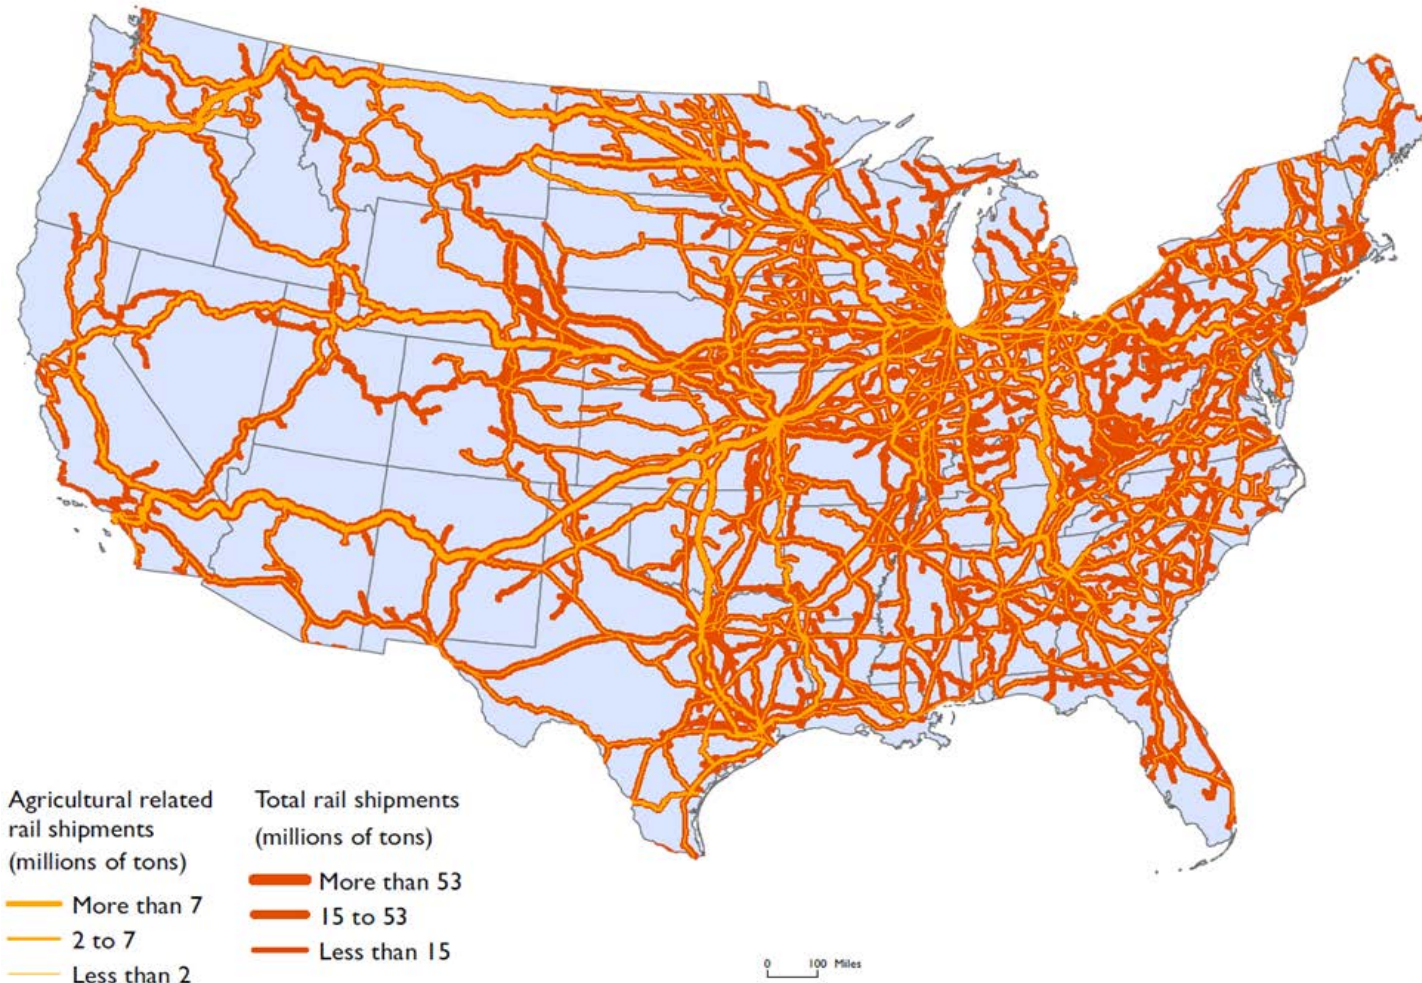 Agricultural related
rail shipments
(millions of tons)
More than 7
2 to 7
Less than 2
Total rail shipments
(millions of tons)
More than 53
15 to 53
Less than 15
0 100 Miles